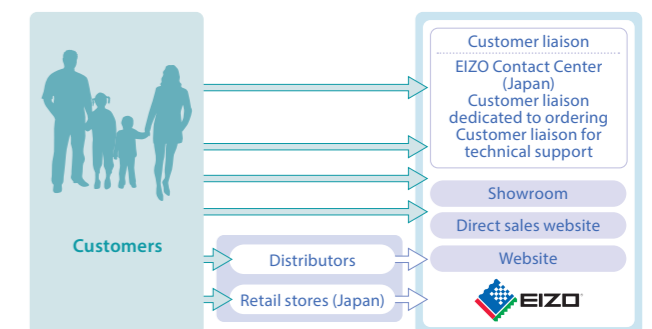 Customers
Distributors
Retail stores (Japan)
Customer liaison
EIZO Contact Center
(Japan)
Customer liaison
dedicated to ordering
Customer liaison for
technical support
Showroom
Direct sales website
Website
EIZO